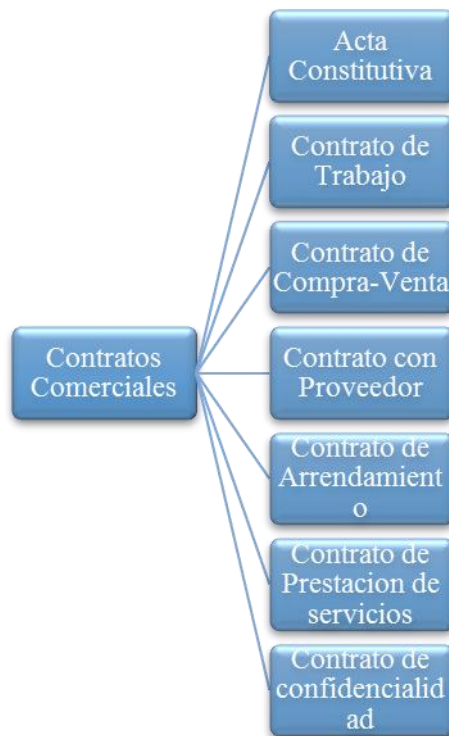 Acta
Constitutiva
Contrato de
Trabajo
Contrato de
Compra-Venta
Contratos
Comerciales
Contrato con
Proveedor
Contrato de
Arrendamient
o
Contrato de
Prestacion de
servicios
Contrato de
confidencialid
ad